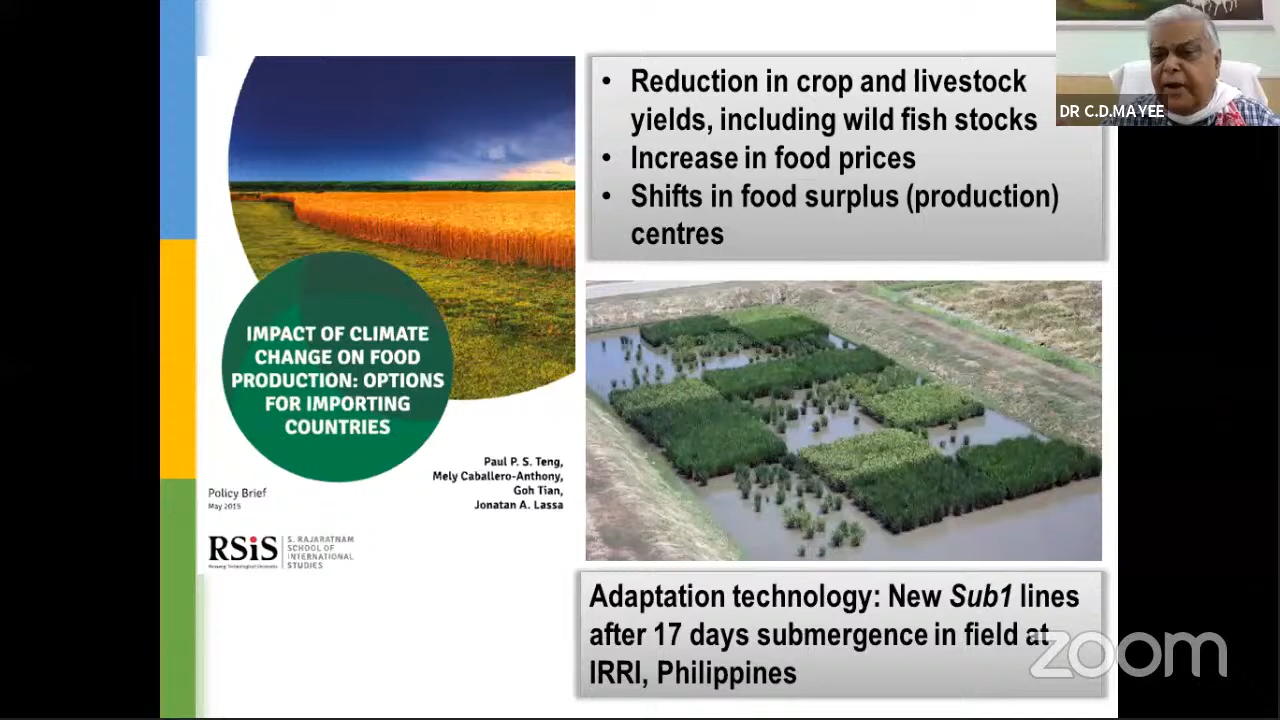 • Reduction in crop and livestock
yields, including wild fish stocks
• Increase in food prices
• Shifts in food surplus (production)
centres
DR C.D.MAYEE
IMPACT OF CLIMATE
CHANGE ON FOOD
PRODUCTION: OPTIONS
FOR IMPORTING
COUNTRIES
Paul P. S. Teng,
Mely Caballero-Anthony,
Goh Tian,
Jonatan A. Lassa
Policy Brief
May 2015
RSiS
S. RAJARATNAM
SCHOOL OF
INTERNATIONAL
STUDIES
Nanyang Technological University
Adaptation technology: New Sub1 lines
after 17 days submergence in field at
IRRI, Philippines
zoom